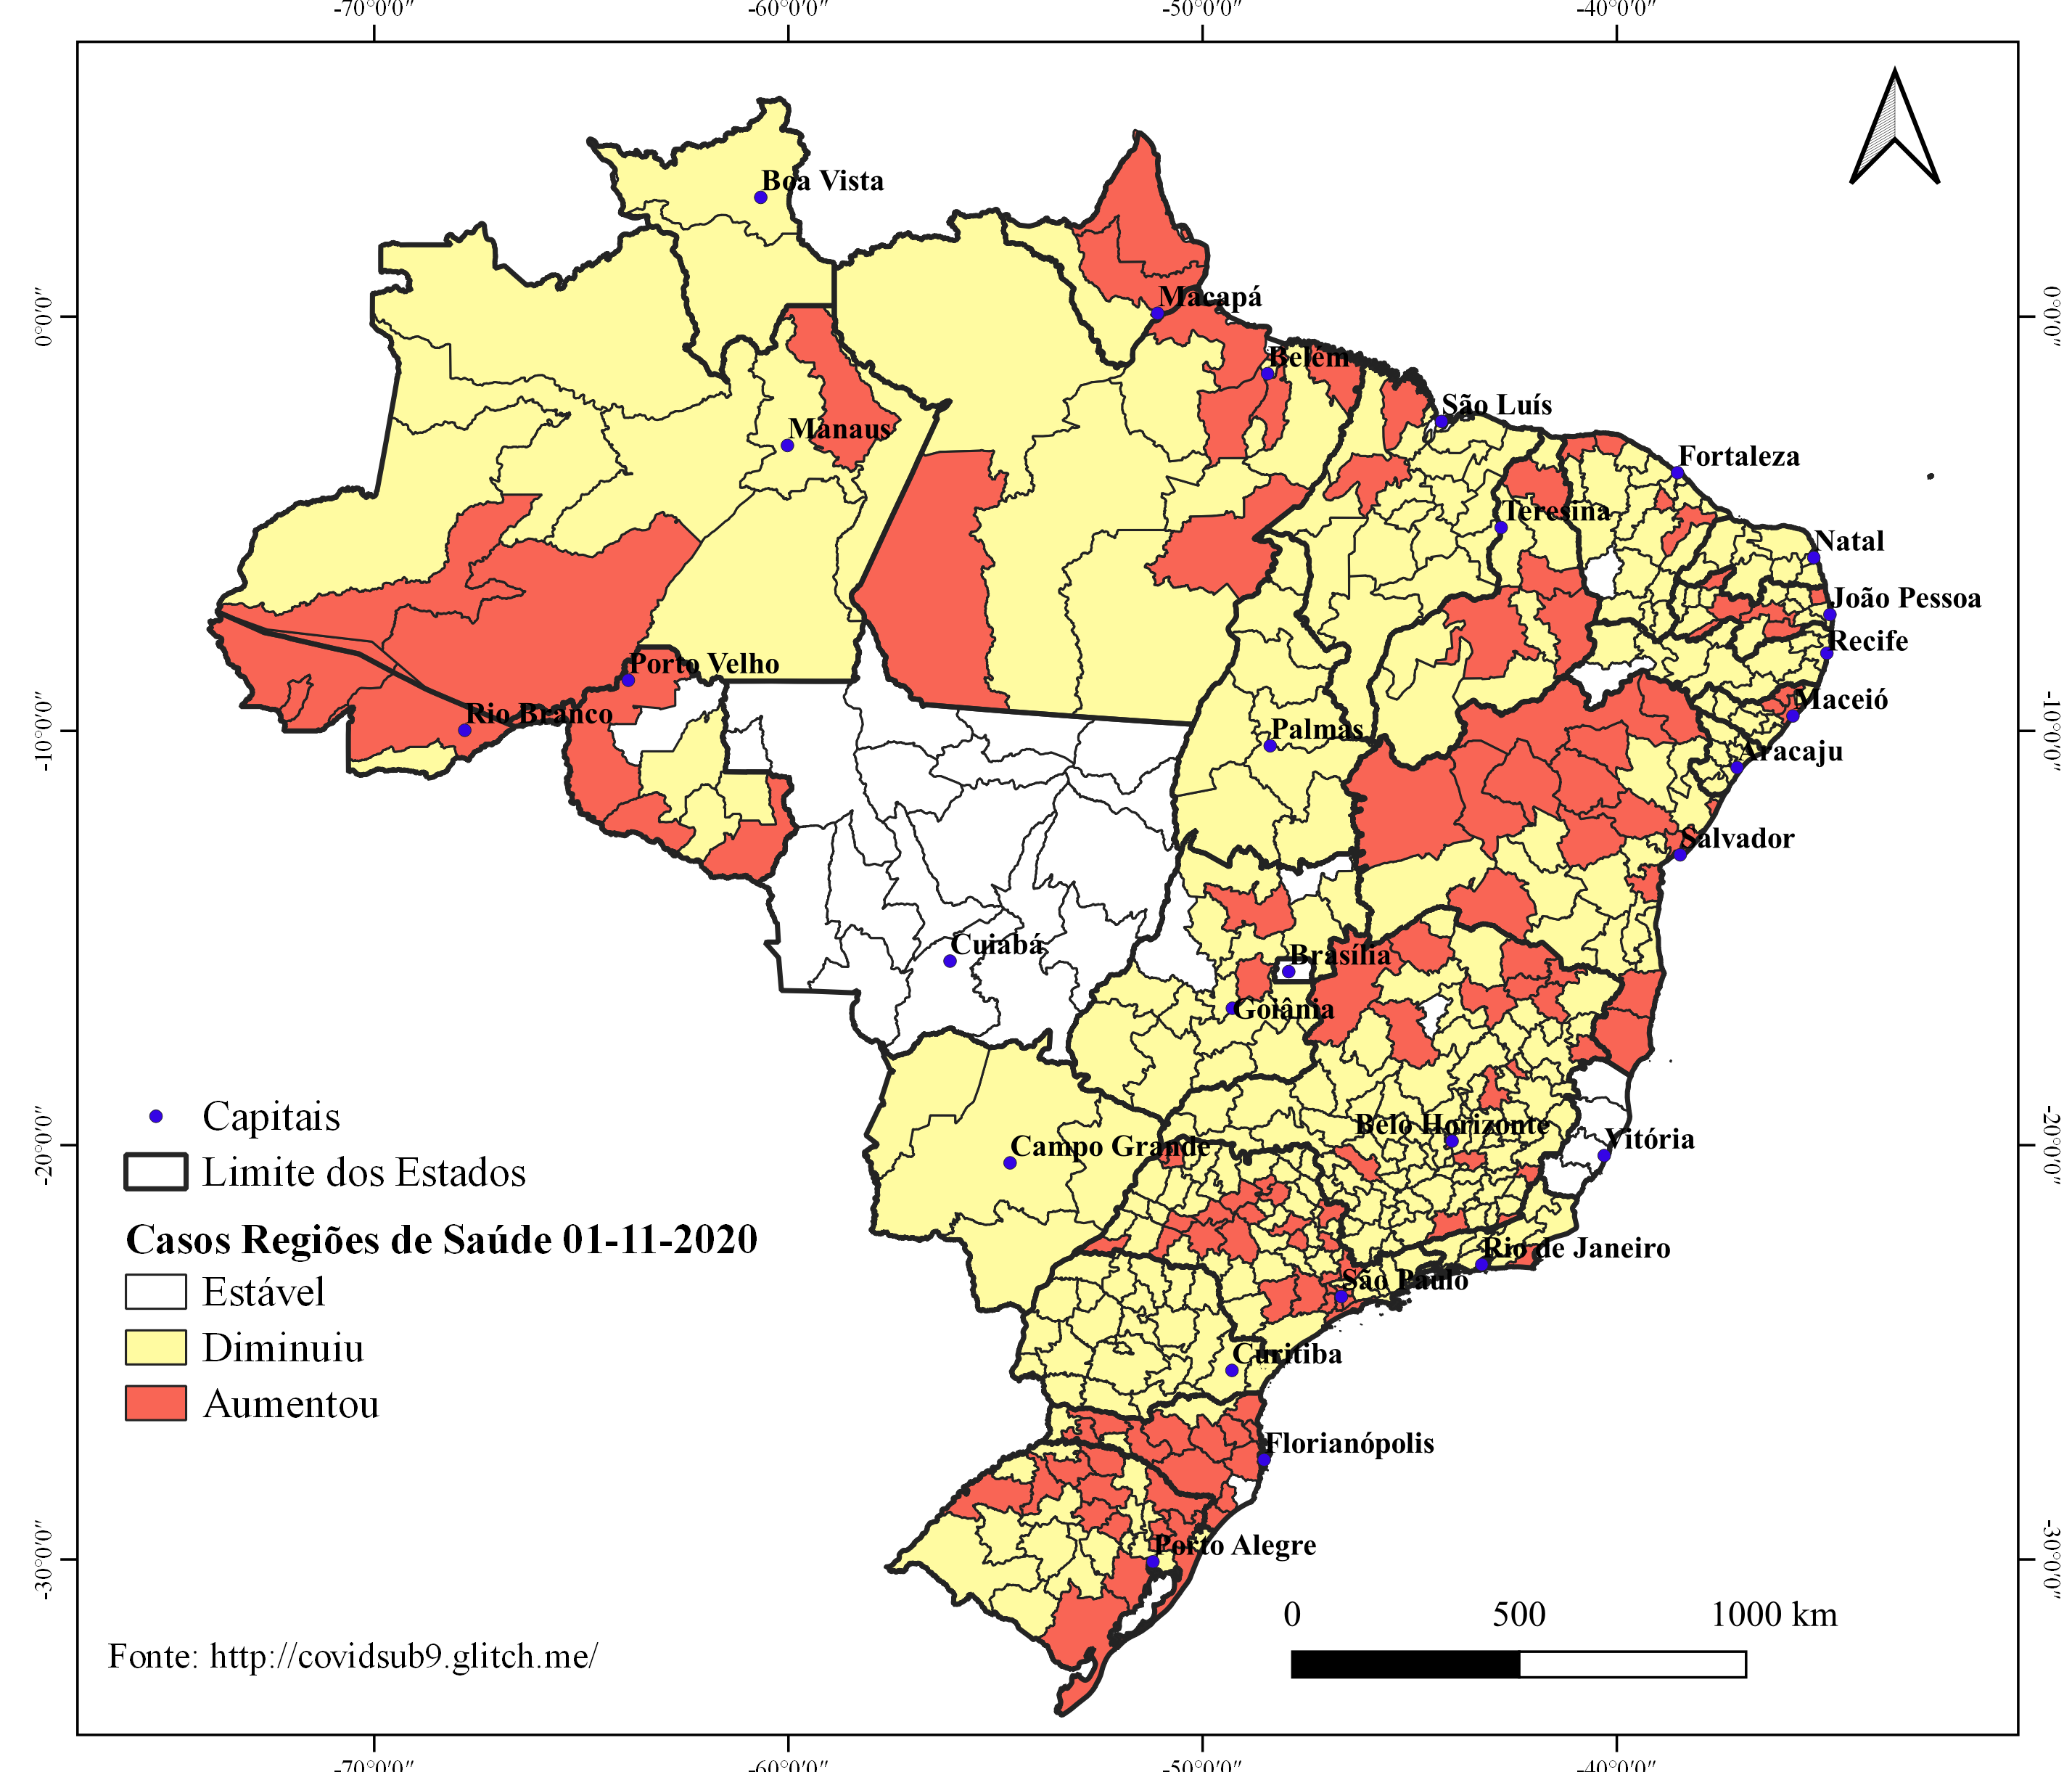 -70°0'0" -60°0'0" -50°0'0" -40°0'0"
Boa Vista
Macapá
0°0'0" 0°0'0"
Belém
São Luís
Manaus
Fortaleza
Teresina
Natal
João Pessoa
Recife
Porto Velho
Maceió
Rio Branco
Palmas
-10°0'0" -10°0'0"
Aracaju
Salvador
Cuiabá
Brasília
Goiânia
Capitais
Belo Horizonte
Vitória
-20°0'0" -20°0'0"
Campo Grande
Limite dos Estados
Casos Regiões de Saúde 01-11-2020
Rio de Janeiro
São Paulo
Estável
Diminuiu
Curitiba
Aumentou
Florianópolis
Porto Alegre
-30°0'0" -30°0'0"
0 500 1000 km
Fonte: http://covidsub9.glitch.me/
-70°0'0" -60°0'0" -50°0'0" -40°0'0"